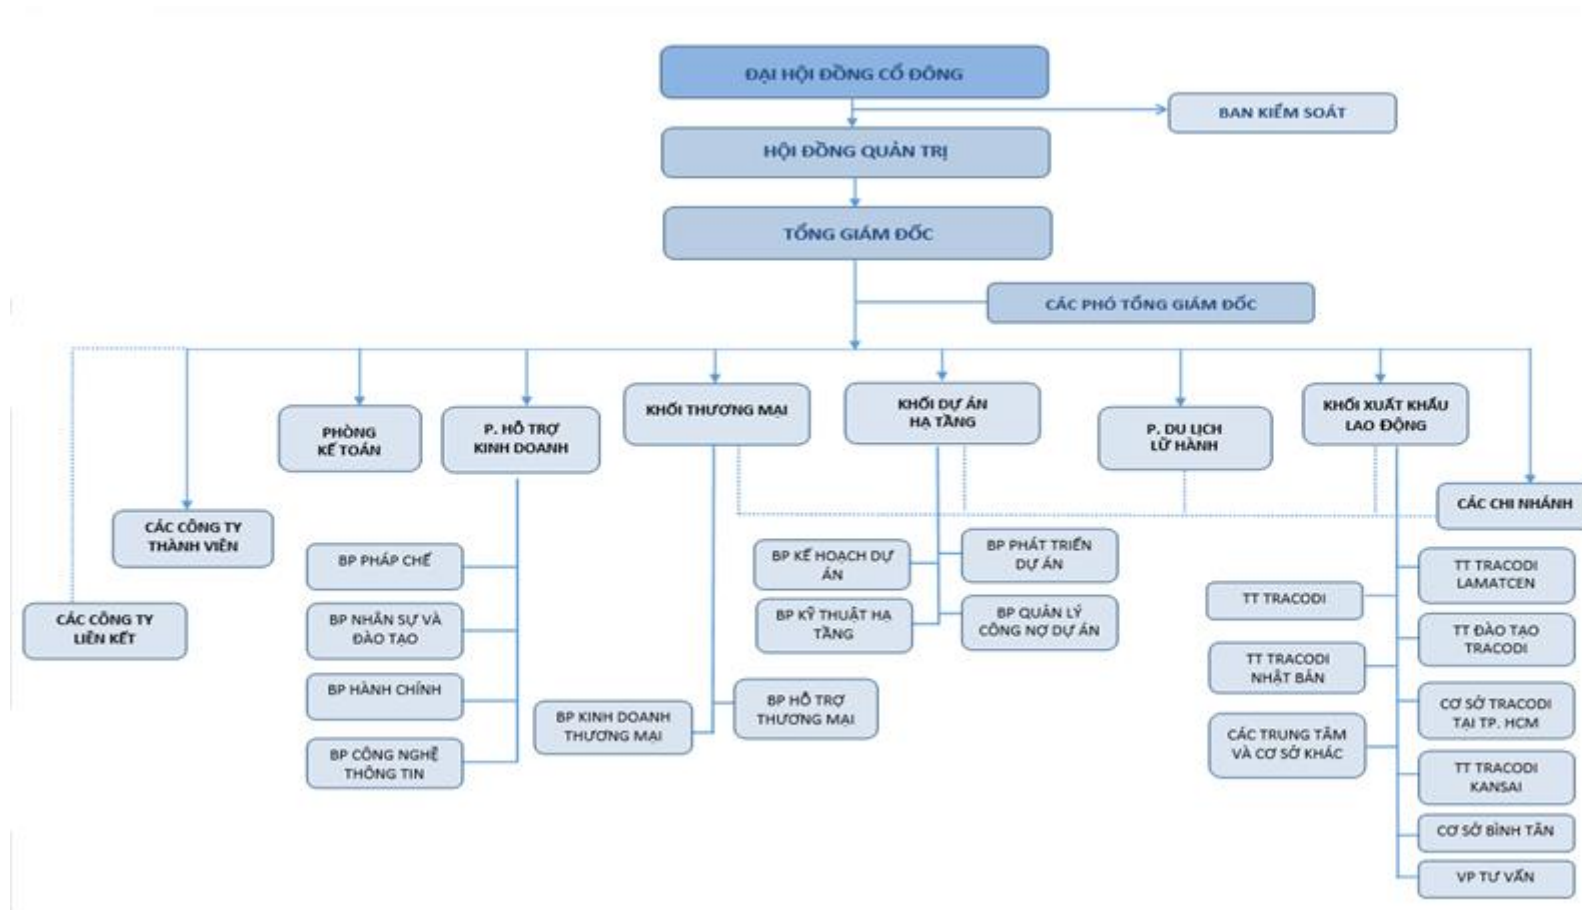 ĐẠI HỘI ĐỒNG CỔ ĐÔNG
BAN KIỂM SOÁT
HỘI ĐỒNG QUẢN TRỊ
TỔNG GIÁM ĐỐC
CÁC PHÓ TỔNG GIÁM ĐỐC
CÁC CÔNG TY
THÀNH VIÊN
CÁC CÔNG TY
LIÊN KẾT
PHÒNG
KẾ TOÁN
P. HỖ TRỢ
KINH DOANH
BP PHÁP CHẾ
BP NHÂN SỰ VÀ
ĐÀO TẠO
BP HÀNH CHÍNH
BP CÔNG NGHỆ
THÔNG TIN
KHỐI THƯƠNG MẠI
BP KINH DOANH
THƯƠNG MẠI
BP HỖ TRỢ
THƯƠNG MẠI
KHỐI DỰ ÁN
HẠ TẦNG
BP KẾ HOẠCH DỰ
ÁN
BP PHÁT TRIỂN
DỰ ÁN
BP KỸ THUẬT HẠ
TẦNG
BP QUẢN LÝ
CÔNG NỢ DỰ ÁN
P. DU LỊCH
LỮ HÀNH
KHỐI XUẤT KHẨU
LAO ĐỘNG
CÁC CHI NHÁNH
TT TRACODI
TT TRACODI
NHẬT BẢN
CÁC TRUNG TÂM
VÀ CƠ SỞ KHÁC
TT TRACODI
LAMATCEN
TT ĐÀO TẠO
TRACODI
CƠ SỞ TRACODI
TẠI TP. HCM
TT TRACODI
KANSAI
CƠ SỞ BÌNH TÂN
VP TƯ VẤN